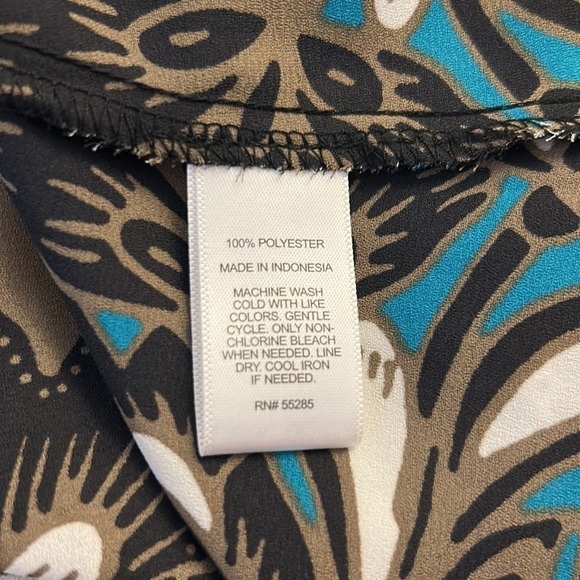 100% POLYESTER
MADE IN INDONESIA
MACHINE WASH
COLD WITH LIKE
COLORS. GENTLE
CYCLE. ONLY NON-
CHLORINE BLEACH
WHEN NEEDED. LINE
DRY. COOL IRON
IF NEEDED.
RN# 55285